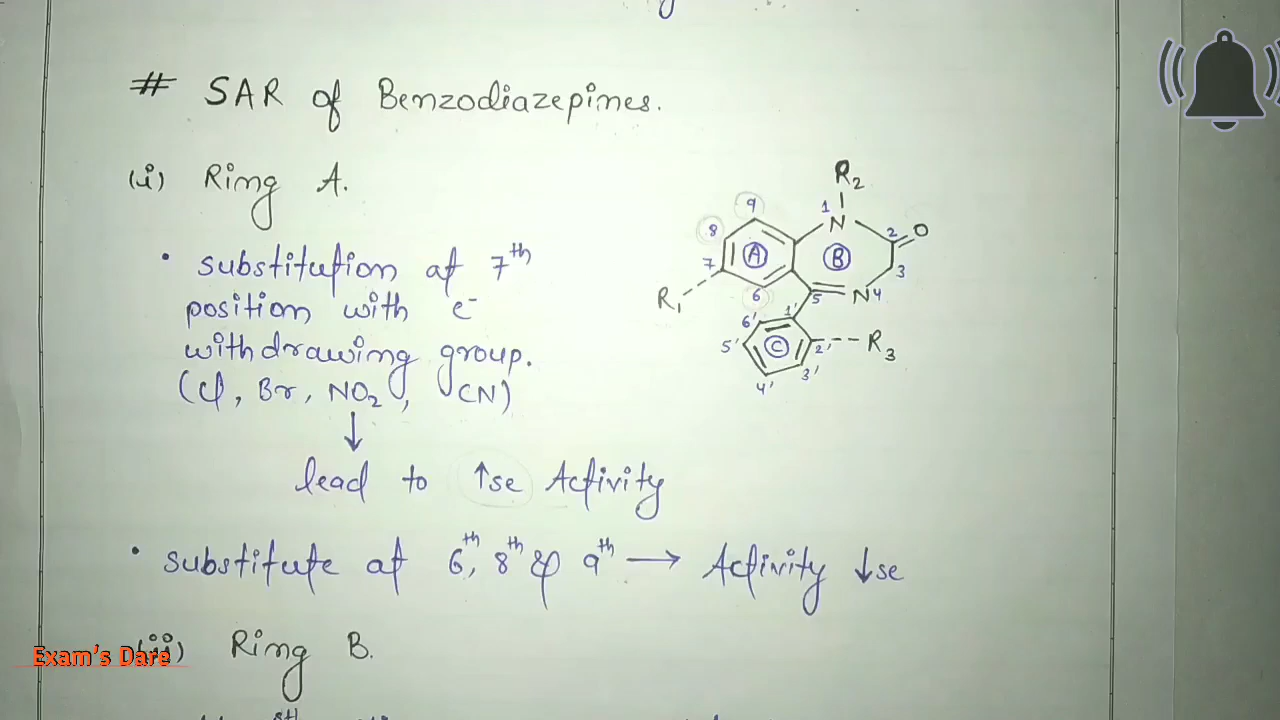 # SAR of Benzodiazepines.
(i) Ring A.
• substitution at 7th
position with e⁻
withdrawing group.
(Cl, Br, NO₂, CN)
↓
lead to ↑se Activity
• substitute at 6th, 8th & 9th → Activity ↓se
(ii) Ring B.
R₂
1
N
2
O
3
N4
5
6
7
8
9
A
B
R₁
1'
2'
3'
4'
5'
6'
C
R₃
Exam's Dare